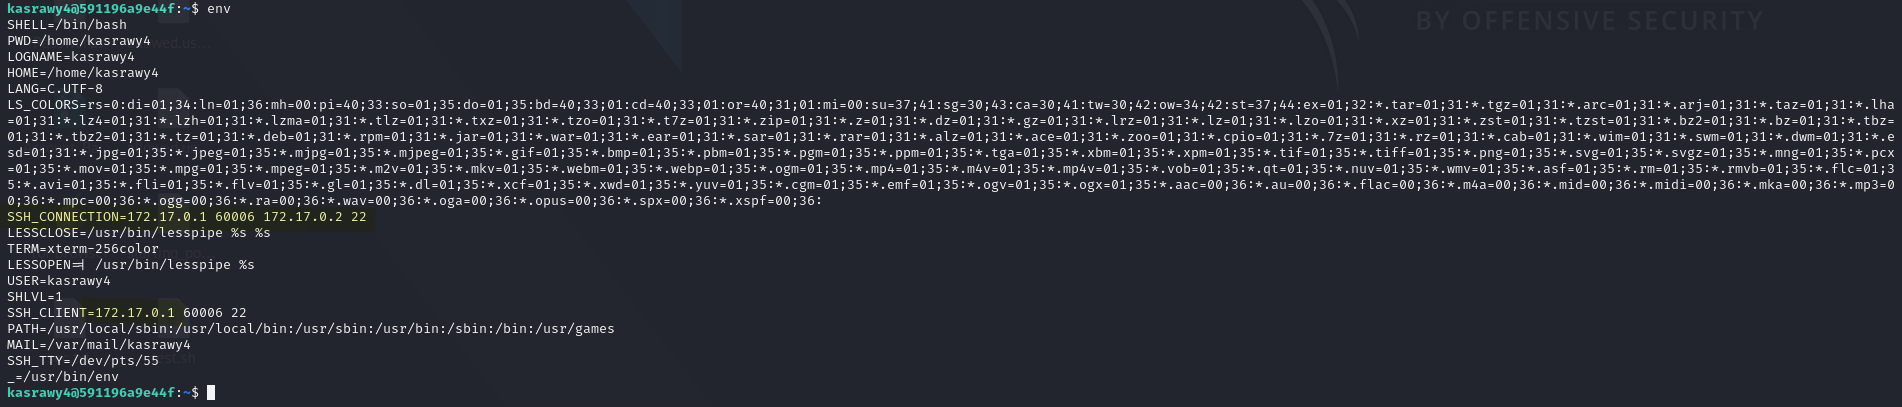 BY OFFENSIVE SECURITY
kasrawy4@591196a9e44f:~$ env
SHELL=/bin/bash
PWD=/home/kasrawy4
LOGNAME=kasrawy4
HOME=/home/kasrawy4
LANG=C.UTF-8
LS_COLORS=rs=0:di=01;34:ln=01;36:mh=00:pi=40;33:so=01;35:do=01;35:bd=40;33;01:cd=40;33;01:or=40;31;01:mi=00:su=37;41:sg=30;43:ca=30;41:tw=30;42:ow=34;42:st=37;44:ex=01;32:*.tar=01;31:*.tgz=01;31:*.arc=01;31:*.arj=01;31:*.taz=01;31:*.lha
=01;31:*.lz4=01;31:*.lzh=01;31:*.lzma=01;31:*.tlz=01;31:*.txz=01;31:*.tzo=01;31:*.t7z=01;31:*.zip=01;31:*.z=01;31:*.dz=01;31:*.gz=01;31:*.lrz=01;31:*.lz=01;31:*.lzo=01;31:*.xz=01;31:*.zst=01;31:*.tzst=01;31:*.bz2=01;31:*.bz=01;31:*.tbz=
01;31:*.tbz2=01;31:*.tz=01;31:*.deb=01;31:*.rpm=01;31:*.jar=01;31:*.war=01;31:*.ear=01;31:*.sar=01;31:*.rar=01;31:*.alz=01;31:*.ace=01;31:*.zoo=01;31:*.cpio=01;31:*.7z=01;31:*.rz=01;31:*.cab=01;31:*.wim=01;31:*.swm=01;31:*.dwm=01;31:*.e
sd=01;31:*.jpg=01;35:*.jpeg=01;35:*.mjpg=01;35:*.mjpeg=01;35:*.gif=01;35:*.bmp=01;35:*.pbm=01;35:*.pgm=01;35:*.ppm=01;35:*.tga=01;35:*.xbm=01;35:*.xpm=01;35:*.tif=01;35:*.tiff=01;35:*.png=01;35:*.svg=01;35:*.svgz=01;35:*.mng=01;35:*.pcx
=01;35:*.mov=01;35:*.mpg=01;35:*.mpeg=01;35:*.m2v=01;35:*.mkv=01;35:*.webm=01;35:*.webp=01;35:*.ogm=01;35:*.mp4=01;35:*.m4v=01;35:*.mp4v=01;35:*.vob=01;35:*.qt=01;35:*.nuv=01;35:*.wmv=01;35:*.asf=01;35:*.rm=01;35:*.rmvb=01;35:*.flc=01;3
5:*.avi=01;35:*.fli=01;35:*.flv=01;35:*.gl=01;35:*.dl=01;35:*.xcf=01;35:*.xwd=01;35:*.yuv=01;35:*.cgm=01;35:*.emf=01;35:*.ogv=01;35:*.ogx=01;35:*.aac=00;36:*.au=00;36:*.flac=00;36:*.m4a=00;36:*.mid=00;36:*.midi=00;36:*.mka=00;36:*.mp3=0
0;36:*.mpc=00;36:*.ogg=00;36:*.ra=00;36:*.wav=00;36:*.oga=00;36:*.opus=00;36:*.spx=00;36:*.xspf=00;36:
SSH_CONNECTION=172.17.0.1 60006 172.17.0.2 22
LESSCLOSE=/usr/bin/lesspipe %s %s
TERM=xterm-256color
LESSOPEN=| /usr/bin/lesspipe %s
USER=kasrawy4
SHLVL=1
SSH_CLIENT=172.17.0.1 60006 22
PATH=/usr/local/sbin:/usr/local/bin:/usr/sbin:/usr/bin:/sbin:/bin:/usr/games
MAIL=/var/mail/kasrawy4
SSH_TTY=/dev/pts/55
_=/usr/bin/env
kasrawy4@591196a9e44f:~$